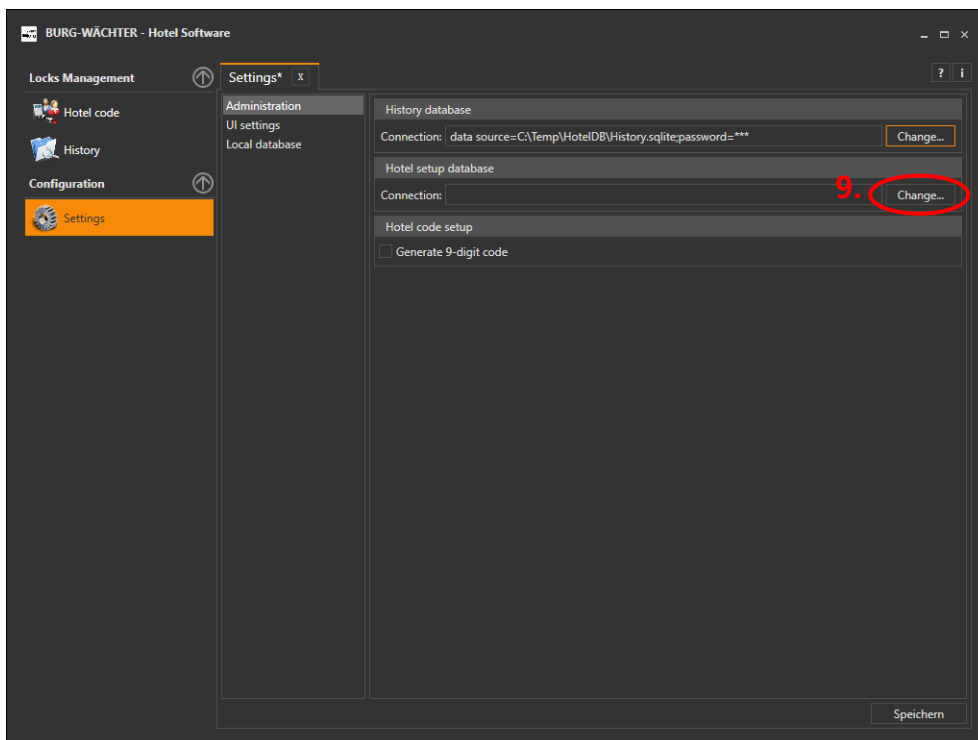 BURG-WÄCHTER - Hotel Software
Locks Management
Hotel code
History
Configuration
Settings
Settings* X
? i
Administration
UI settings
Local database
History database
Connection: data source=C:\Temp\HotelDB\History.sqlite;password=*** Change...
Hotel setup database
Connection: 9. Change...
Hotel code setup
Generate 9-digit code
Speichern